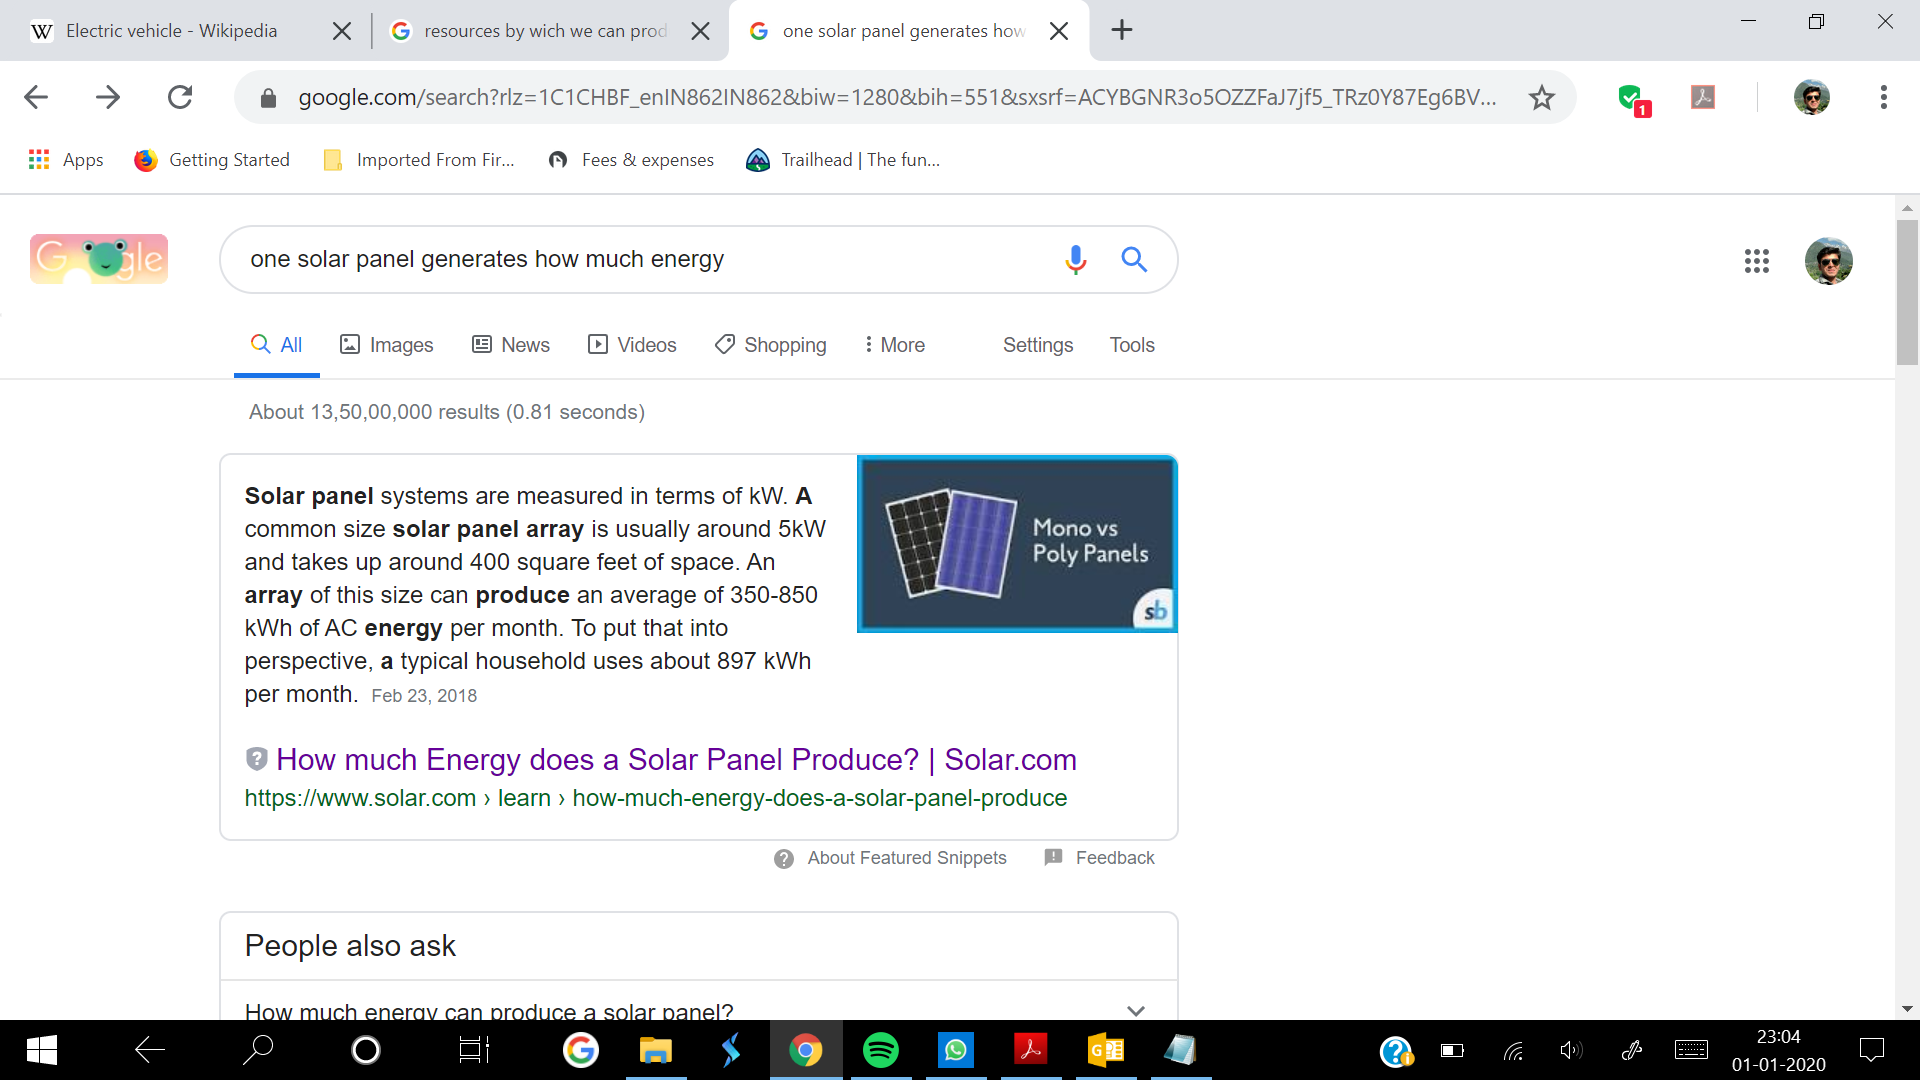 Electric vehicle - Wikipedia
resources by wich we can prod
one solar panel generates how
google.com/search?rlz=1C1CHBF_enIN862IN862&biw=1280&bih=551&sxsrf=ACYBGNR3o5OZZFaJ7jf5_TRz0Y87Eg6BV...
1
Apps
Getting Started
Imported From Fir...
Fees & expenses
Trailhead | The fun...
Google
one solar panel generates how much energy
All
Images
News
Videos
Shopping
More
Settings
Tools
About 13,50,00,000 results (0.81 seconds)
Solar panel systems are measured in terms of kW. A
common size solar panel array is usually around 5kW
and takes up around 400 square feet of space. An
array of this size can produce an average of 350-850
kWh of AC energy per month. To put that into
perspective, a typical household uses about 897 kWh
per month. Feb 23, 2018
Mono vs
Poly Panels
sb
How much Energy does a Solar Panel Produce? | Solar.com
https://www.solar.com › learn › how-much-energy-does-a-solar-panel-produce
About Featured Snippets
Feedback
People also ask
How much energy can produce a solar panel?
23:04
01-01-2020